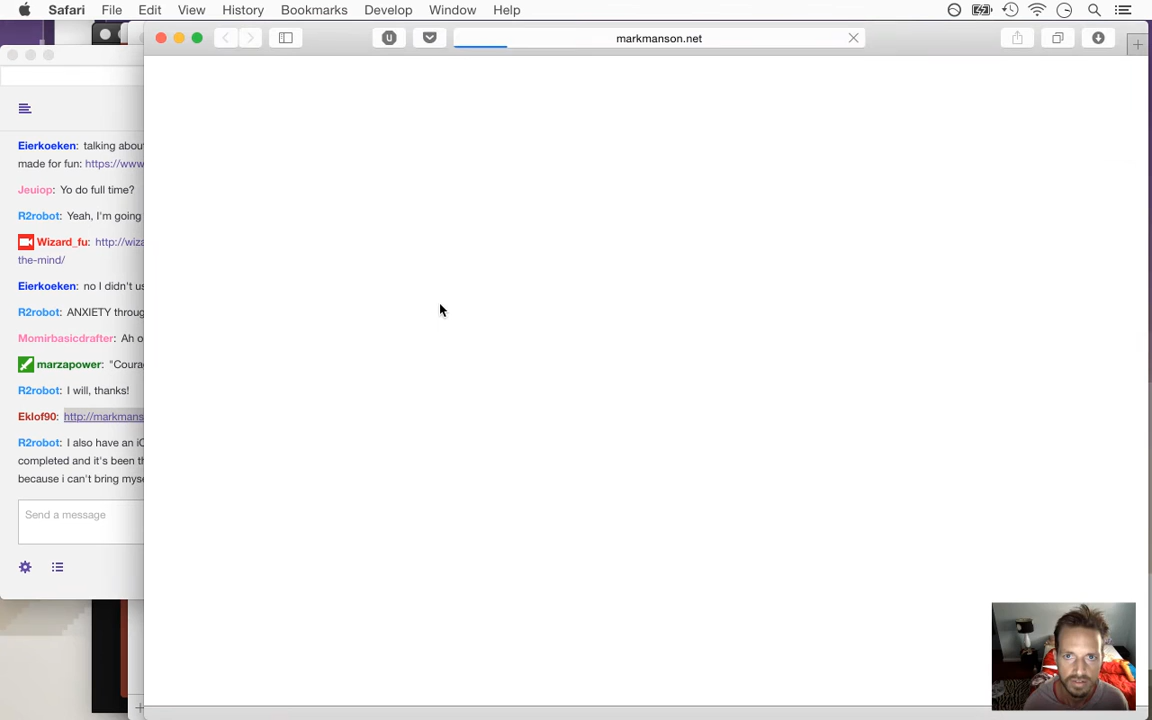 Safari File Edit View History Bookmarks Develop Window Help
markmanson.net
Eierkoeken: talking about
made for fun: https://www
Jeuiop: Yo do full time?
R2robot: Yeah, I'm going
Wizard_fu: http://wiza
the-mind/
Eierkoeken: no I didn't us
R2robot: ANXIETY throug
Momirbasicdrafter: Ah o
marzapower: "Coura
R2robot: I will, thanks!
Eklof90: http://markmans
R2robot: I also have an iO
completed and it's been th
because i can't bring myse
Send a message